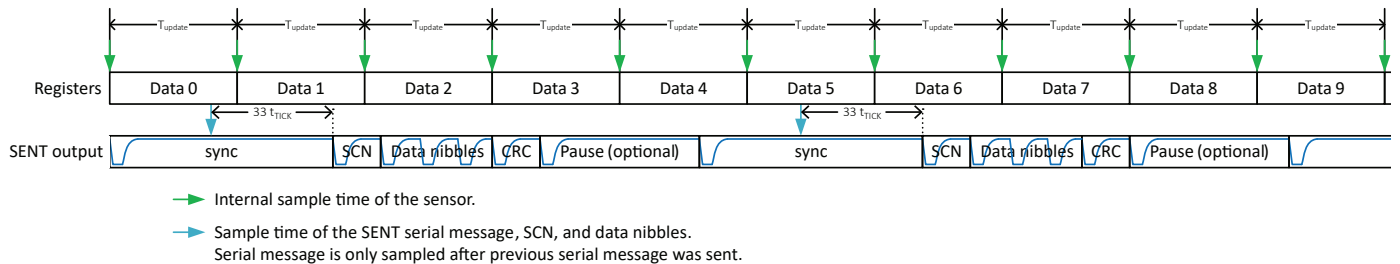 Tupdate Tupdate Tupdate Tupdate Tupdate Tupdate Tupdate Tupdate Tupdate Tupdate
Registers Data 0 Data 1 Data 2 Data 3 Data 4 Data 5 Data 6 Data 7 Data 8 Data 9
33 tTICK 33 tTICK
SENT output sync SCN Data nibbles CRC Pause (optional) sync SCN Data nibbles CRC Pause (optional)
Internal sample time of the sensor.
Sample time of the SENT serial message, SCN, and data nibbles.
Serial message is only sampled after previous serial message was sent.